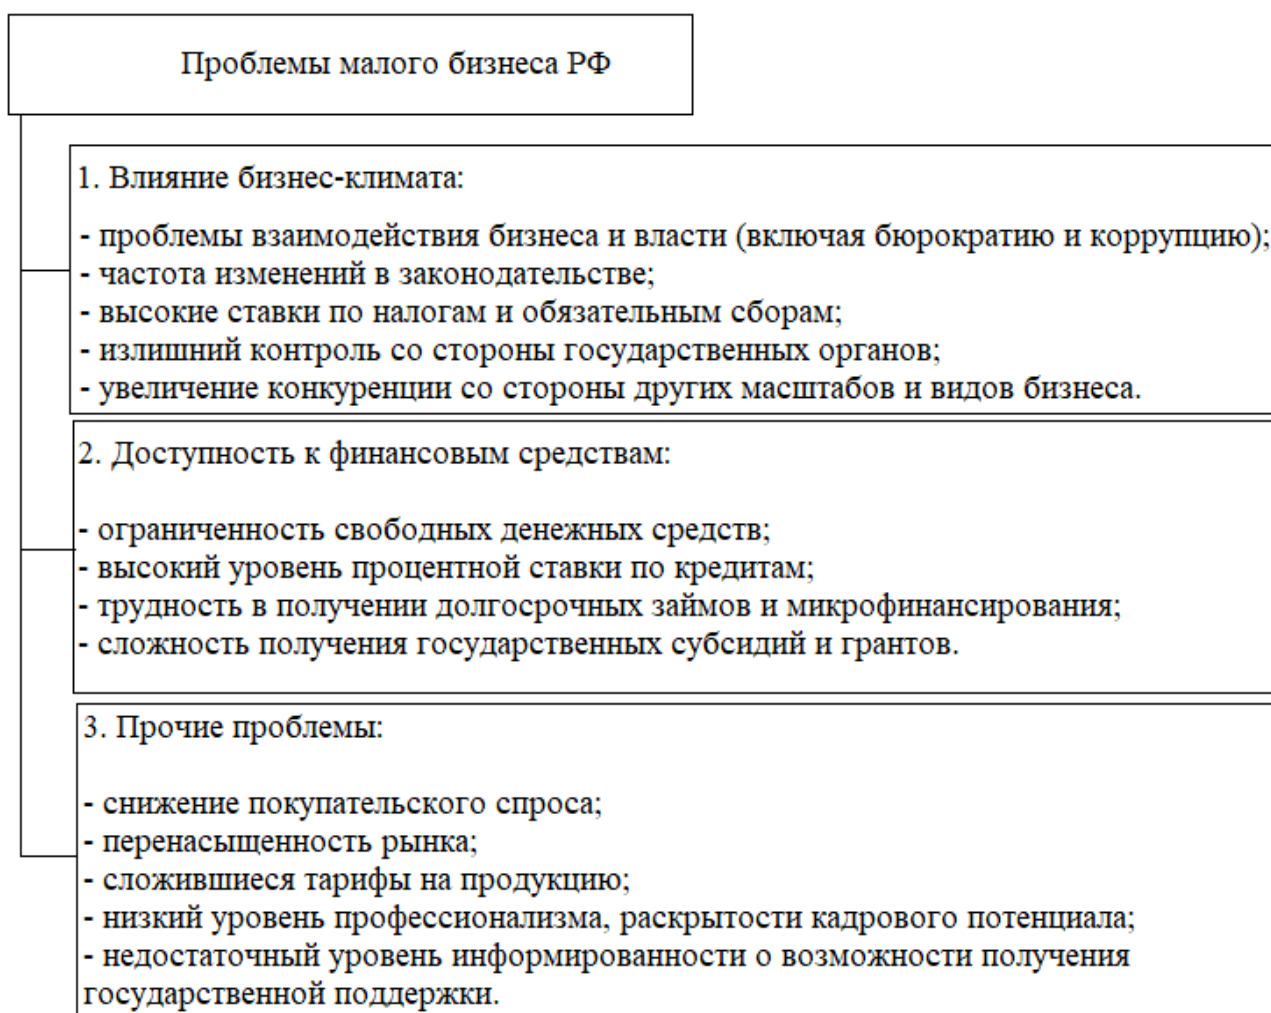 Проблемы малого бизнеса РФ
1. Влияние бизнес-климата:
- проблемы взаимодействия бизнеса и власти (включая бюрократию и коррупцию);
- частота изменений в законодательстве;
- высокие ставки по налогам и обязательным сборам;
- излишний контроль со стороны государственных органов;
- увеличение конкуренции со стороны других масштабов и видов бизнеса.
2. Доступность к финансовым средствам:
- ограниченность свободных денежных средств;
- высокий уровень процентной ставки по кредитам;
- трудность в получении долгосрочных займов и микрофинансирования;
- сложность получения государственных субсидий и грантов.
3. Прочие проблемы:
- снижение покупательского спроса;
- перенасыщенность рынка;
- сложившиеся тарифы на продукцию;
- низкий уровень профессионализма, раскрытости кадрового потенциала;
- недостаточный уровень информированности о возможности получения
государственной поддержки.